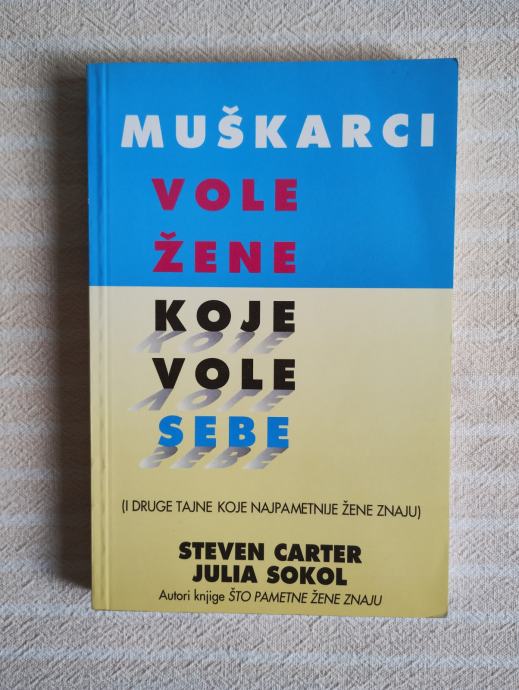 MUŠKARCI
VOLE
ŽENE
KOJE
VOLE
SEBE
(I DRUGE TAJNE KOJE NAJPAMETNIJE ŽENE ZNAJU)
STEVEN CARTER
JULIA SOKOL
Autori knjige ŠTO PAMETNE ŽENE ZNAJU